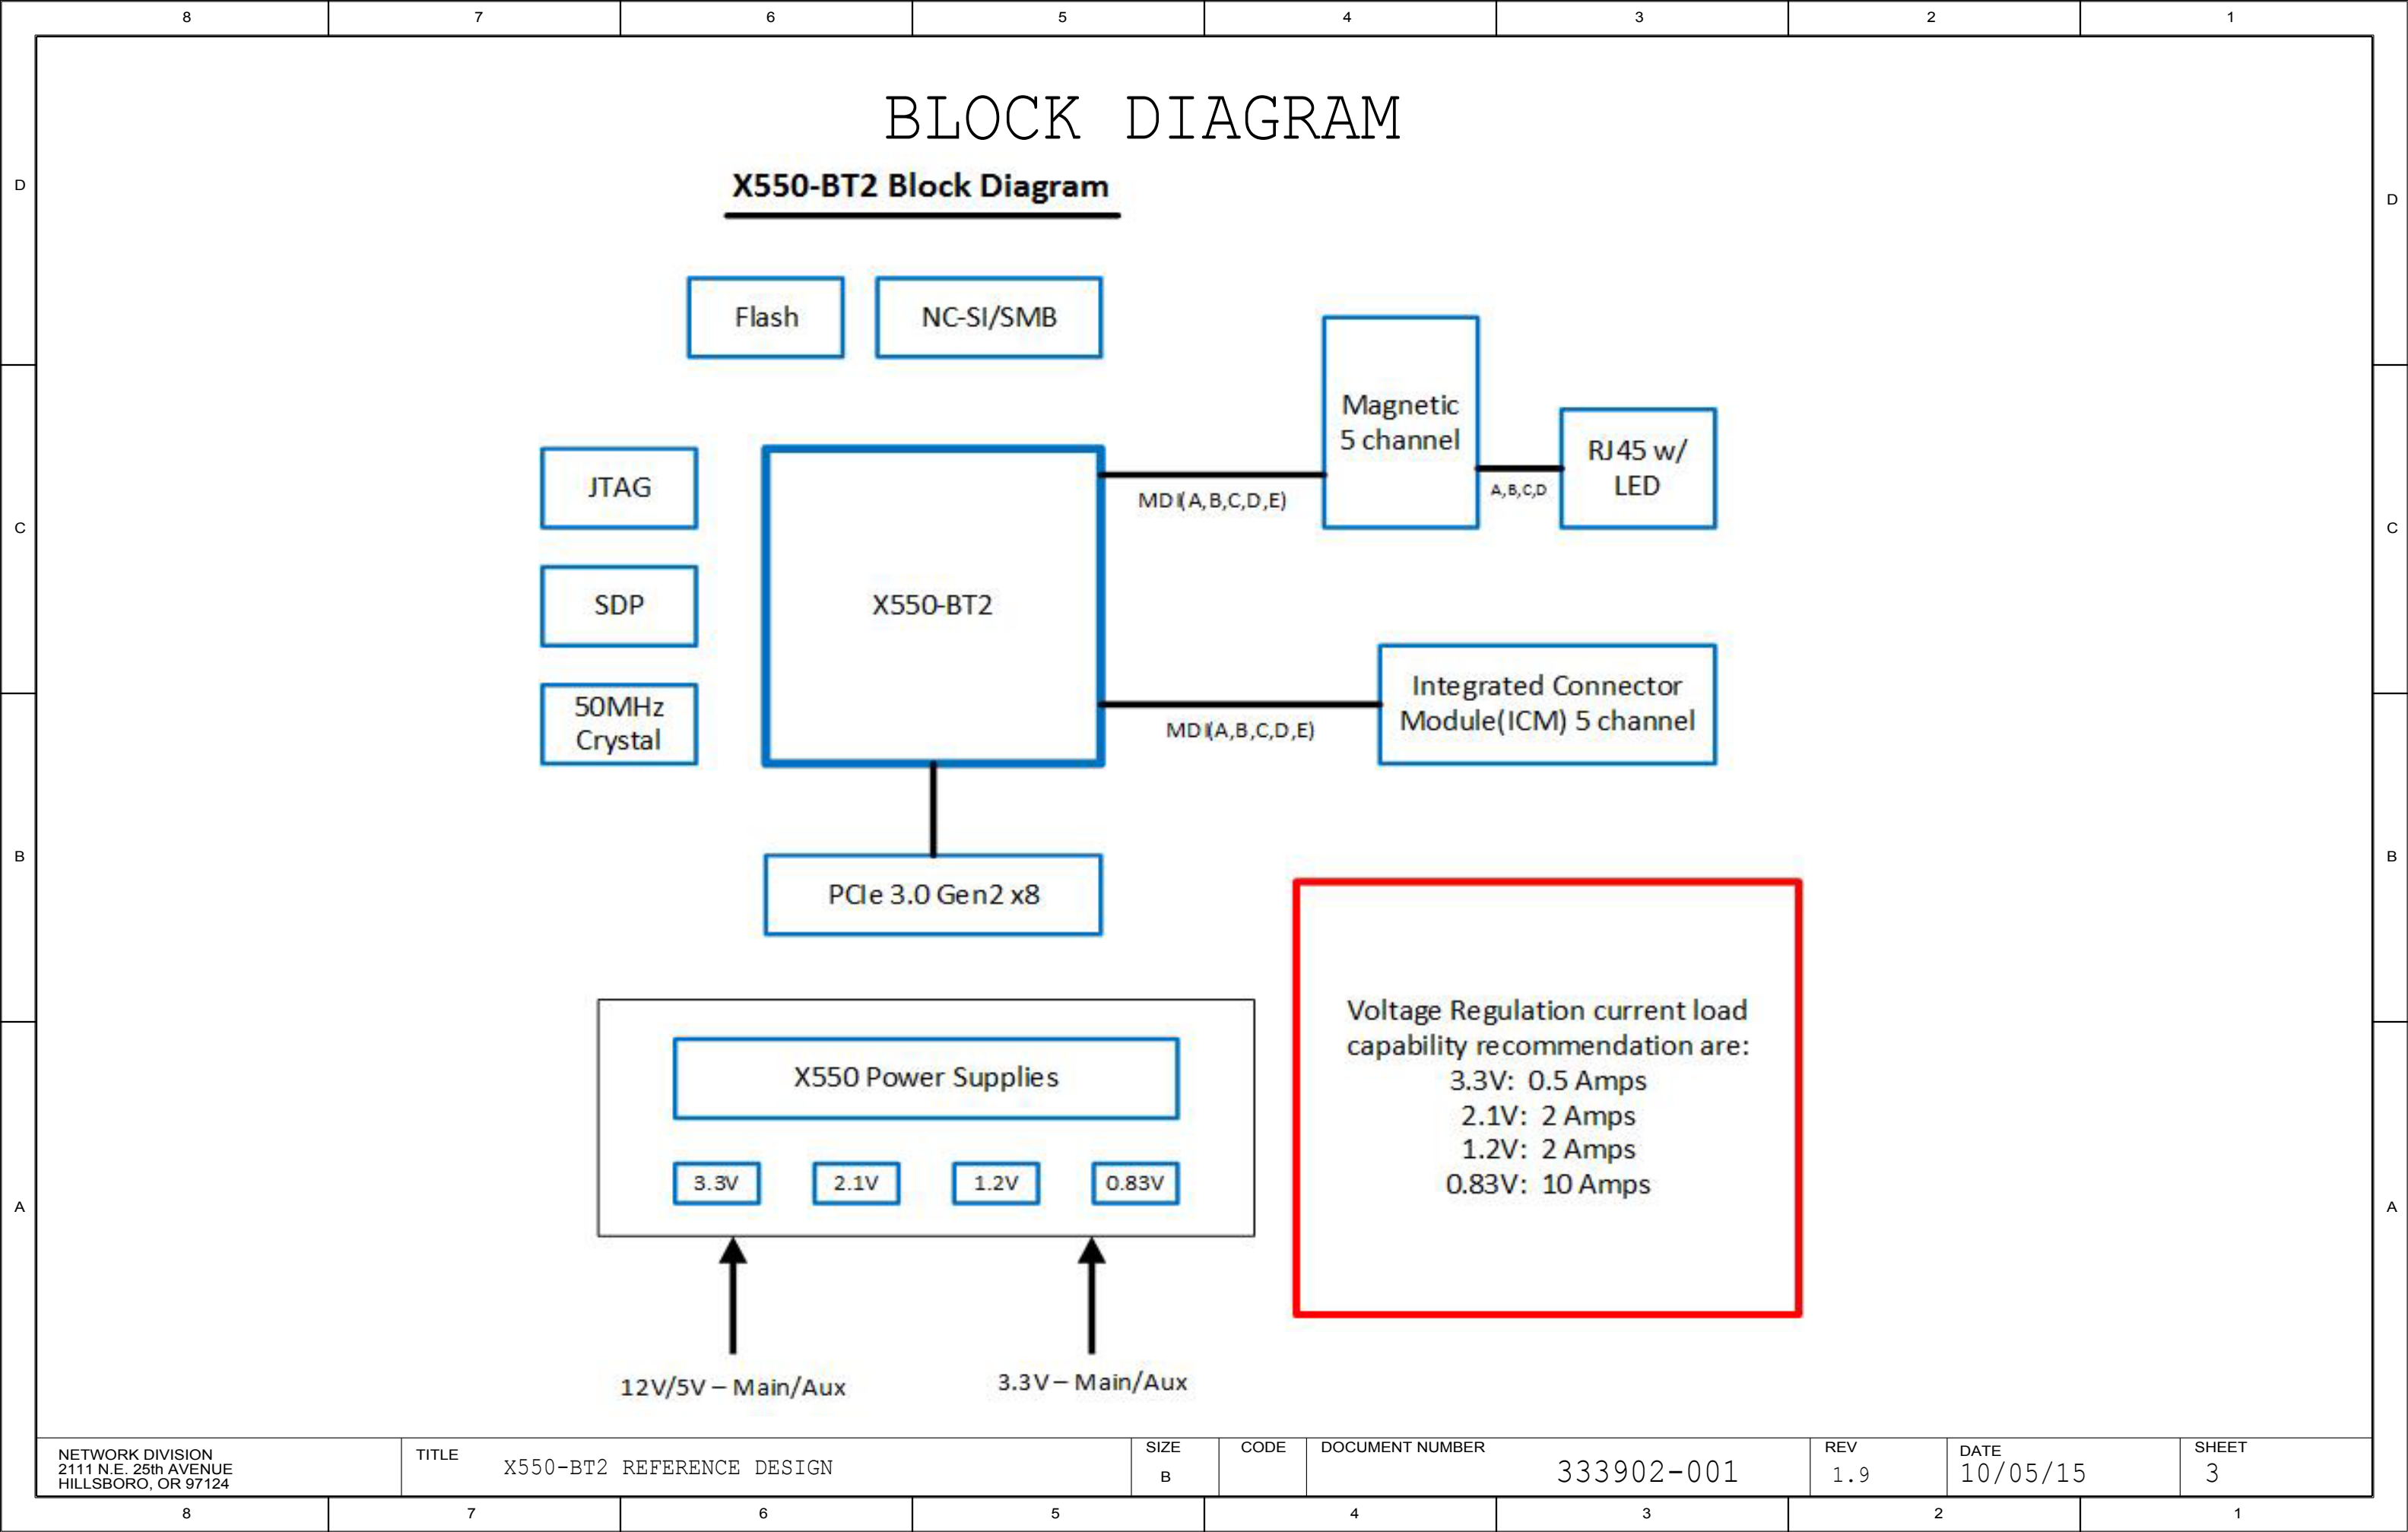 8 7 6 5 4 3 2 1
BLOCK DIAGRAM
X550-BT2 Block Diagram
D
D
Flash
NC-SI/SMB
Magnetic
5 channel
RJ45 w/
LED
JTAG
MDI(A,B,C,D,E)
A,B,C,D
C
C
SDP
X550-BT2
50MHz
Crystal
Integrated Connector
Module(ICM) 5 channel
MDI(A,B,C,D,E)
B
B
PCIe 3.0 Gen2 x8
Voltage Regulation current load
capability recommendation are:
3.3V: 0.5 Amps
2.1V: 2 Amps
1.2V: 2 Amps
0.83V: 10 Amps
X550 Power Supplies
3.3V 2.1V 1.2V 0.83V
A
A
12V/5V – Main/Aux
3.3V – Main/Aux
NETWORK DIVISION
2111 N.E. 25th AVENUE
HILLSBORO, OR 97124
TITLE
X550-BT2 REFERENCE DESIGN
SIZE
B
CODE
DOCUMENT NUMBER
333902-001
REV
1.9
DATE
10/05/15
SHEET
3
8 7 6 5 4 3 2 1